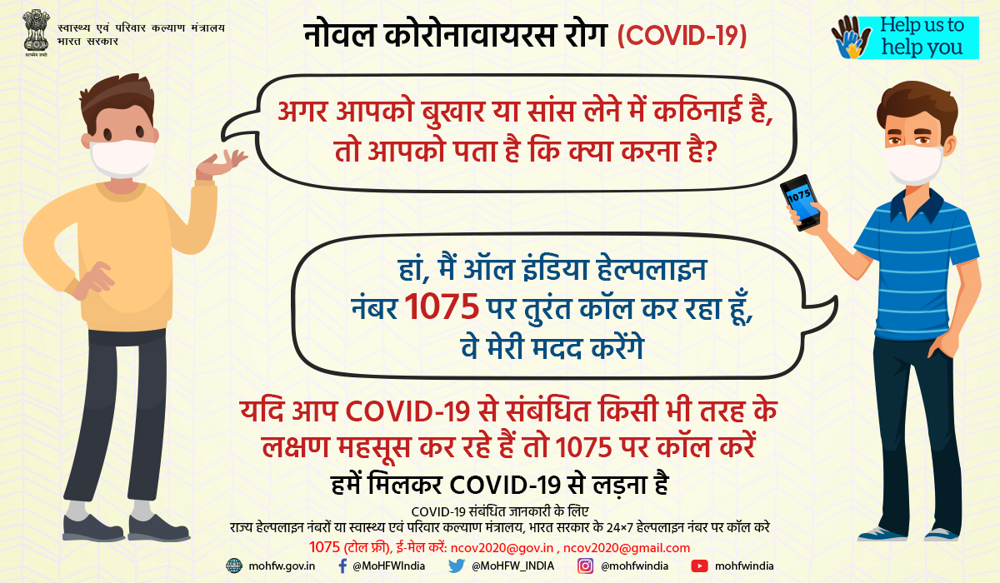 स्वास्थ्य एवं परिवार कल्याण मंत्रालय
भारत सरकार
सत्यमेव जयते
नोवल कोरोनावायरस रोग (COVID-19)
Help us to
help you
अगर आपको बुखार या सांस लेने में कठिनाई है,
तो आपको पता है कि क्या करना है?
1075
हां, मैं ऑल इंडिया हेल्पलाइन
नंबर 1075 पर तुरंत कॉल कर रहा हूँ,
वे मेरी मदद करेंगे
यदि आप COVID-19 से संबंधित किसी भी तरह के
लक्षण महसूस कर रहे हैं तो 1075 पर कॉल करें
हमें मिलकर COVID-19 से लड़ना है
COVID-19 संबंधित जानकारी के लिए
राज्य हेल्पलाइन नंबरों या स्वास्थ्य एवं परिवार कल्याण मंत्रालय, भारत सरकार के 24×7 हेल्पलाइन नंबर पर कॉल करे
1075 (टोल फ्री), ई-मेल करें: ncov2020@gov.in , ncov2020@gmail.com
mohfw.gov.in @MoHFWIndia @MoHFW_INDIA @mohfwindia mohfwindia